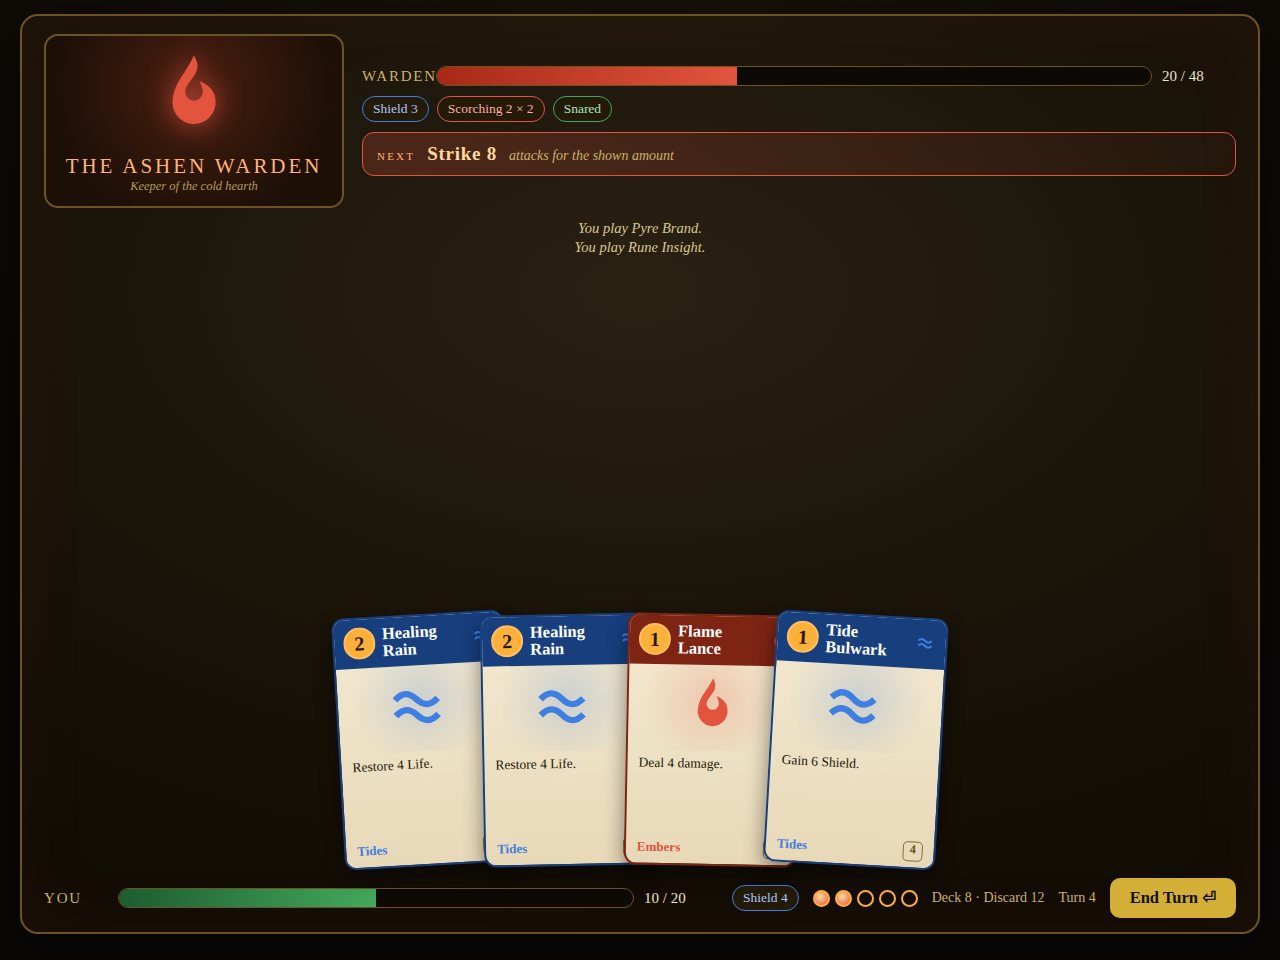 THE ASHEN WARDEN
Keeper of the cold hearth
WARDEN 20 / 48
Shield 3 Scorching 2 × 2 Snared
NEXT Strike 8 attacks for the shown amount
You play Pyre Brand.
You play Rune Insight.
2 Healing Rain
Restore 4 Life.
Tides
2 Healing Rain
Restore 4 Life.
Tides
1 Flame Lance
Deal 4 damage.
Embers
1 Tide Bulwark
Gain 6 Shield.
Tides 4
YOU 10 / 20 Shield 4 Deck 8 · Discard 12 Turn 4 End Turn ⏎